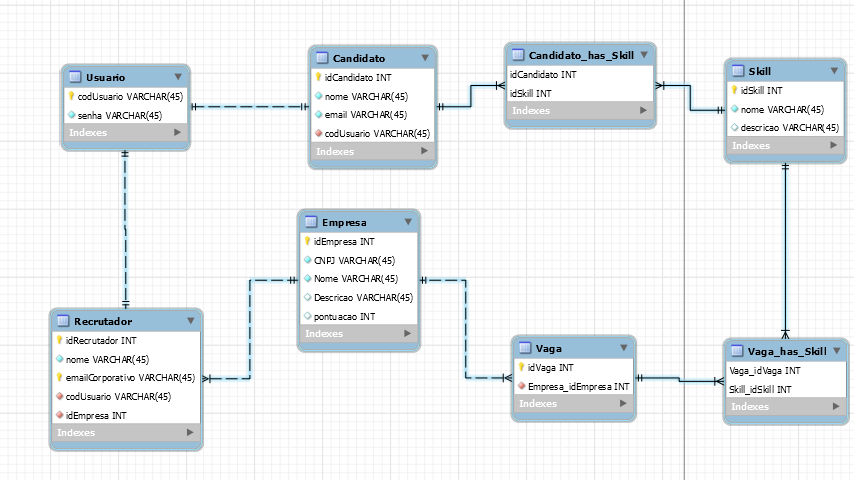 Usuario
codUsuario VARCHAR(45)
senha VARCHAR(45)
Indexes
Candidato
idCandidato INT
nome VARCHAR(45)
email VARCHAR(45)
codUsuario VARCHAR(45)
Indexes
Candidato_has_Skill
idCandidato INT
idSkill INT
Indexes
Skill
idSkill INT
nome VARCHAR(45)
descricao VARCHAR(45)
Indexes
Empresa
idEmpresa INT
CNPJ VARCHAR(45)
Nome VARCHAR(45)
Descricao VARCHAR(45)
pontuacao INT
Indexes
Recrutador
idRecrutador INT
nome VARCHAR(45)
emailCorporativo VARCHAR(45)
codUsuario VARCHAR(45)
idEmpresa INT
Indexes
Vaga
idVaga INT
Empresa_idEmpresa INT
Indexes
Vaga_has_Skill
Vaga_idVaga INT
Skill_idSkill INT
Indexes